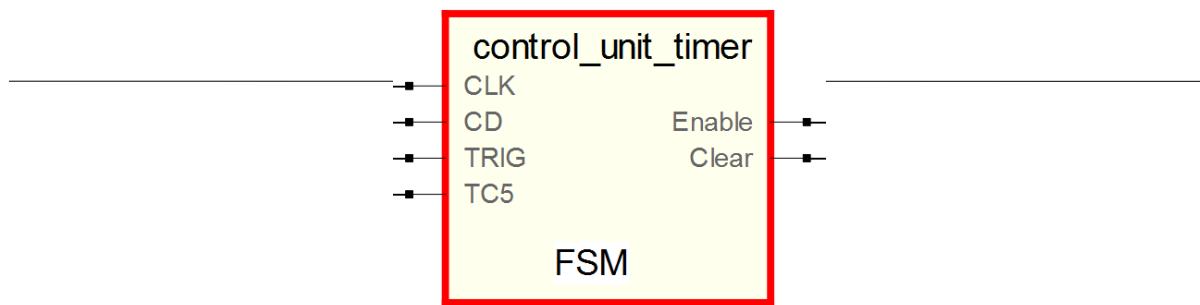 control_unit_timer
CLK
CD
Enable
TRIG
Clear
TC5
FSM